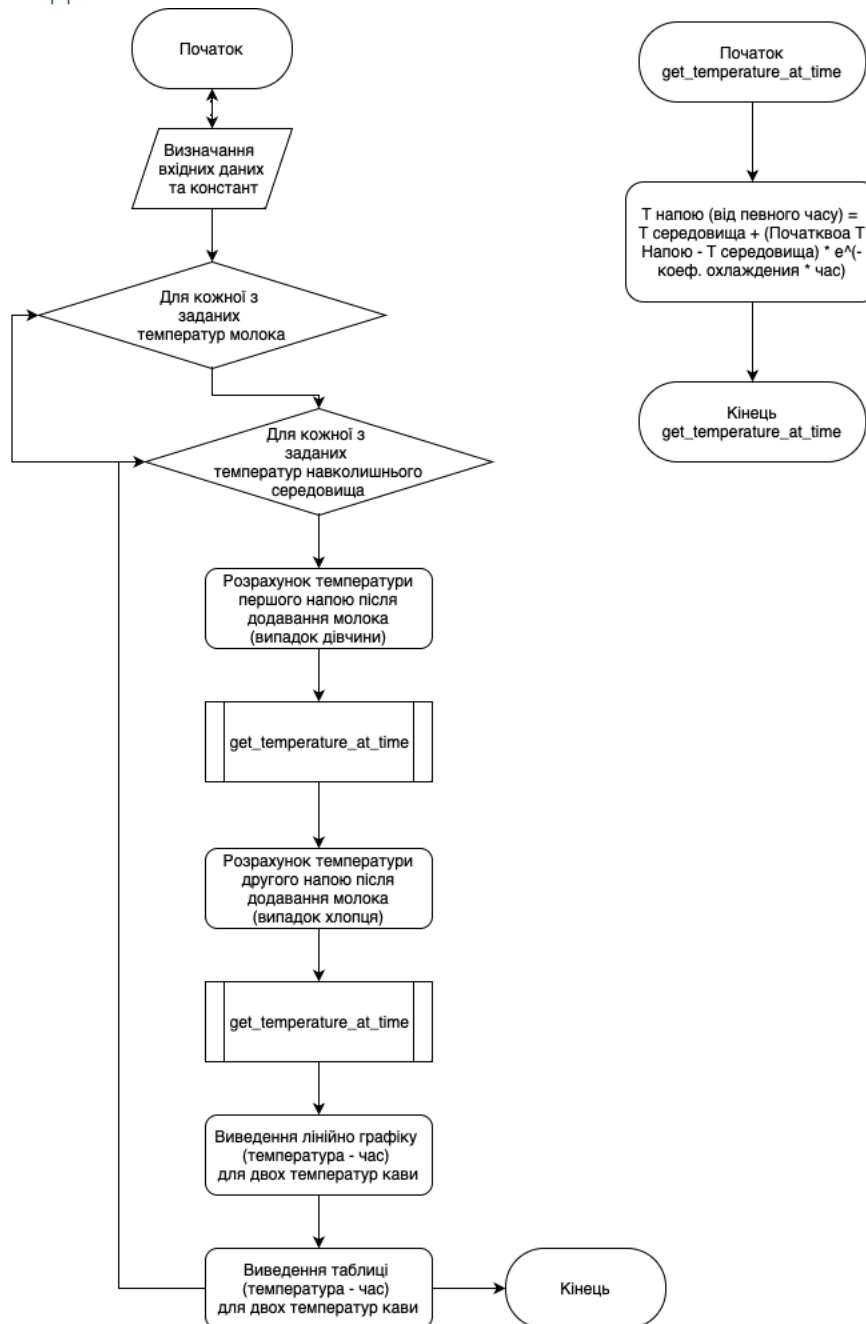 Початок
Визначання
вхідних даних
та констант
Для кожної з
заданих
температур молока
Для кожної з
заданих
температур навколишнього
середовища
Розрахунок температури
першого напою після
додавання молока
(випадок дівчини)
get_temperature_at_time
Розрахунок температури
другого напою після
додавання молока
(випадок хлопця)
get_temperature_at_time
Виведення лінійно графіку
(температура - час)
для двох температур кави
Виведення таблиці
(температура - час)
для двох температур кави
Кінець
Початок
get_temperature_at_time
Т напою (від певного часу) =
Т середовища + (Початквоа Т
Напою - Т середовища) * e^(-
коеф. охлаждения * час)
Кінець
get_temperature_at_time